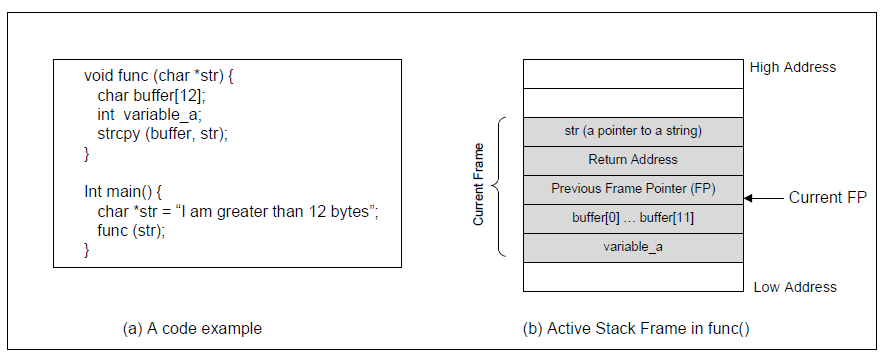 void func (char *str) {
char buffer[12];
int variable_a;
strcpy (buffer, str);
}
Int main() {
char *str = “I am greater than 12 bytes”;
func (str);
}
(a) A code example
High Address
str (a pointer to a string)
Return Address
Previous Frame Pointer (FP)
buffer[0] … buffer[11]
variable_a
Current Frame
Current FP
Low Address
(b) Active Stack Frame in func()